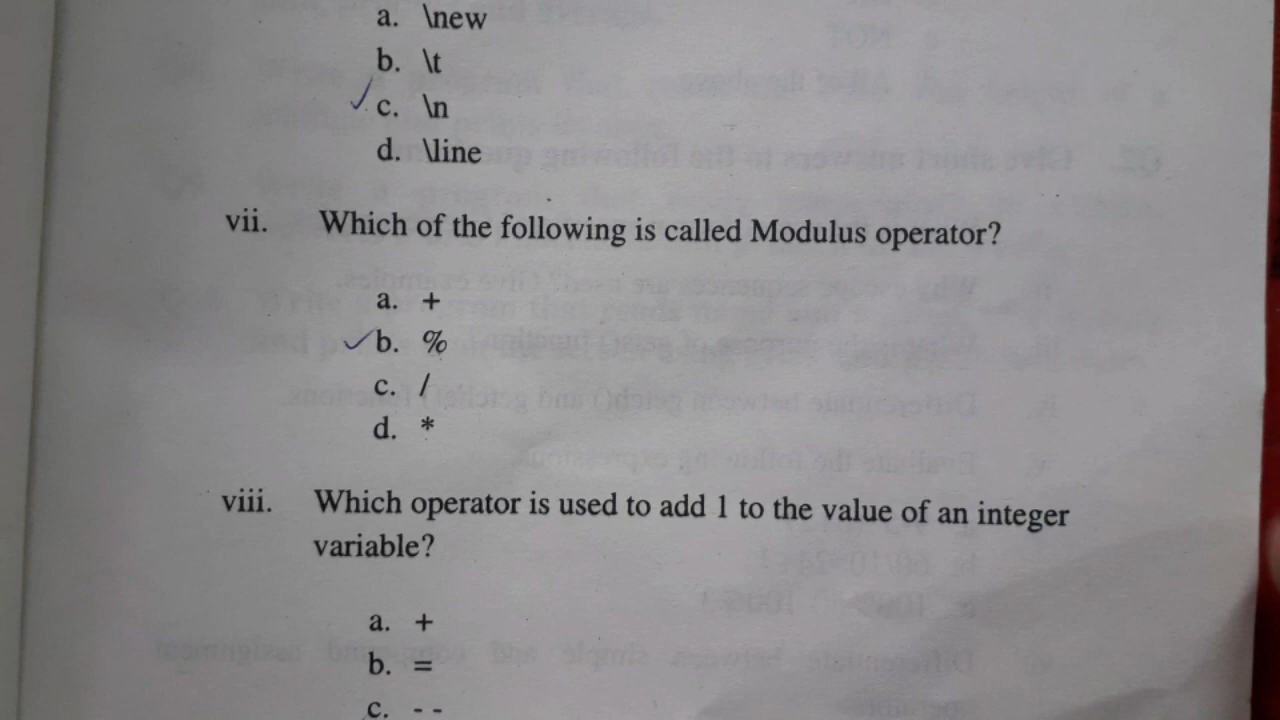 a. \new
b. \t
c. \n
d. \line
vii. Which of the following is called Modulus operator?
a. +
b. %
c. /
d. *
viii. Which operator is used to add 1 to the value of an integer
variable?
a. +
b. =
c. - -